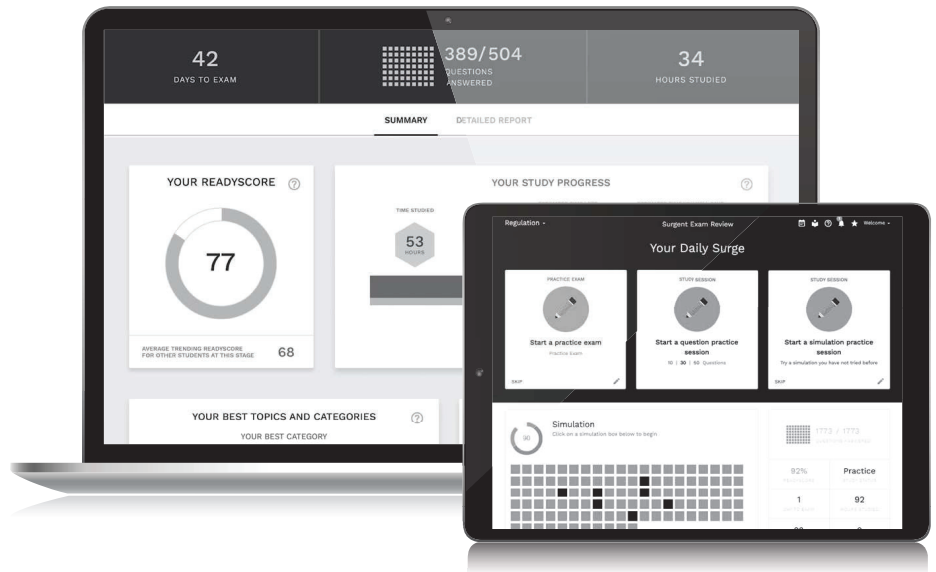 42
DAYS TO EXAM
389/504
QUESTIONS
ANSWERED
34
HOURS STUDIED
SUMMARY
DETAILED REPORT
YOUR READYSCORE ?
77
AVERAGE TRENDING READYSCORE
FOR OTHER STUDENTS AT THIS STAGE
68
YOUR STUDY PROGRESS ?
TIME STUDIED
53
HOURS
YOUR BEST TOPICS AND CATEGORIES ?
YOUR BEST CATEGORY
Regulation
Surgent Exam Review
Welcome
Your Daily Surge
PRACTICE EXAM
Start a practice exam
Practice Exam
SKIP
STUDY SESSION
Start a question practice
session
10 | 30 | 60 Questions
STUDY SESSION
Start a simulation practice
session
Try a simulation you have not tried before
SKIP
90
Simulation
Click on a simulation box below to begin
1773 / 1773
92%
Practice
1
92